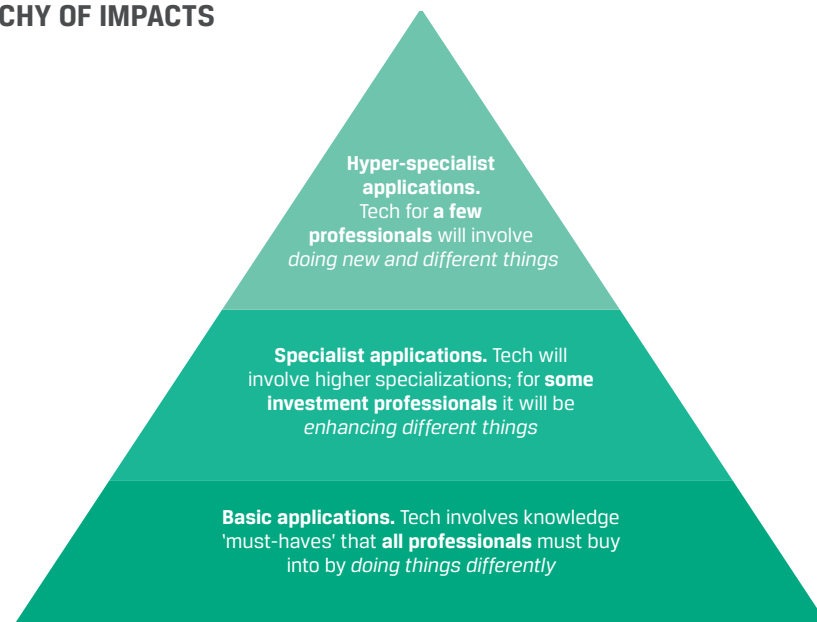 CHY OF IMPACTS
Hyper-specialist
applications.
Tech for a few
professionals will involve
doing new and different things
Specialist applications. Tech will
involve higher specializations; for some
investment professionals it will be
enhancing different things
Basic applications. Tech involves knowledge
'must-haves' that all professionals must buy
into by doing things differently